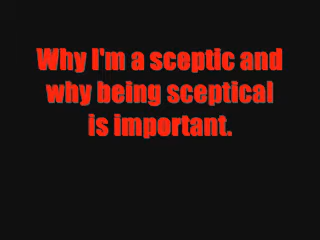 Why I'm a sceptic and
why being sceptical
is important.